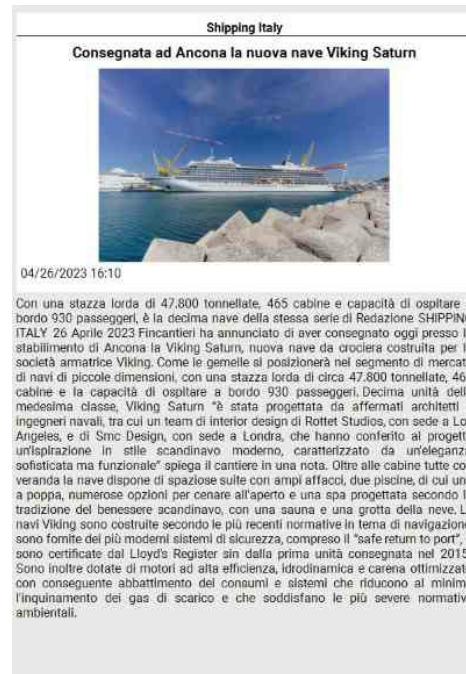 Shipping Italy
Consegnata ad Ancona la nuova nave Viking Saturn
04/26/2023 16:10
Con una stazza lorda di 47.800 tonnellate, 465 cabine e capacità di ospitare
bordo 930 passeggeri, è la decima nave della stessa serie di Redazione SHIPPIN
ITALY 26 Aprile 2023 Fincantieri ha annunciato di aver consegnato oggi presso l
stabilimento di Ancona la Viking Saturn, nuova nave da crociera costruita per l
società armatrice Viking. Come le gemelle si posizionerà nel segmento di mercat
di navi di piccole dimensioni, con una stazza lorda di circa 47.800 tonnellate, 46
cabine e la capacità di ospitare a bordo 930 passeggeri. Decima unità dell
medesima classe, Viking Saturn "è stata progettata da affermati architetti
ingegneri navali, tra cui un team di interior design di Rottet Studios, con sede a Lo
Angeles, e di Smc Design, con sede a Londra, che hanno conferito al progett
un'ispirazione in stile scandinavo moderno, caratterizzato da un'eleganz
sofisticata ma funzionale" spiega il cantiere in una nota. Oltre alle cabine tutte co
veranda la nave dispone di spaziose suite con ampi affacci, due piscine, di cui un
a poppa, numerose opzioni per cenare all'aperto e una spa progettata secondo l
tradizione del benessere scandinavo, con una sauna e una grotta della neve. L
navi Viking sono costruite secondo le più recenti normative in tema di navigazion
sono fornite dei più moderni sistemi di sicurezza, compreso il "safe return to port",
sono certificate dal Lloyd's Register sin dalla prima unità consegnata nel 2015
Sono inoltre dotate di motori ad alta efficienza, idrodinamica e carena ottimizzat
con conseguente abbattimento dei consumi e sistemi che riducono al minim
l'inquinamento dei gas di scarico e che soddisfano le più severe normativ
ambientali.